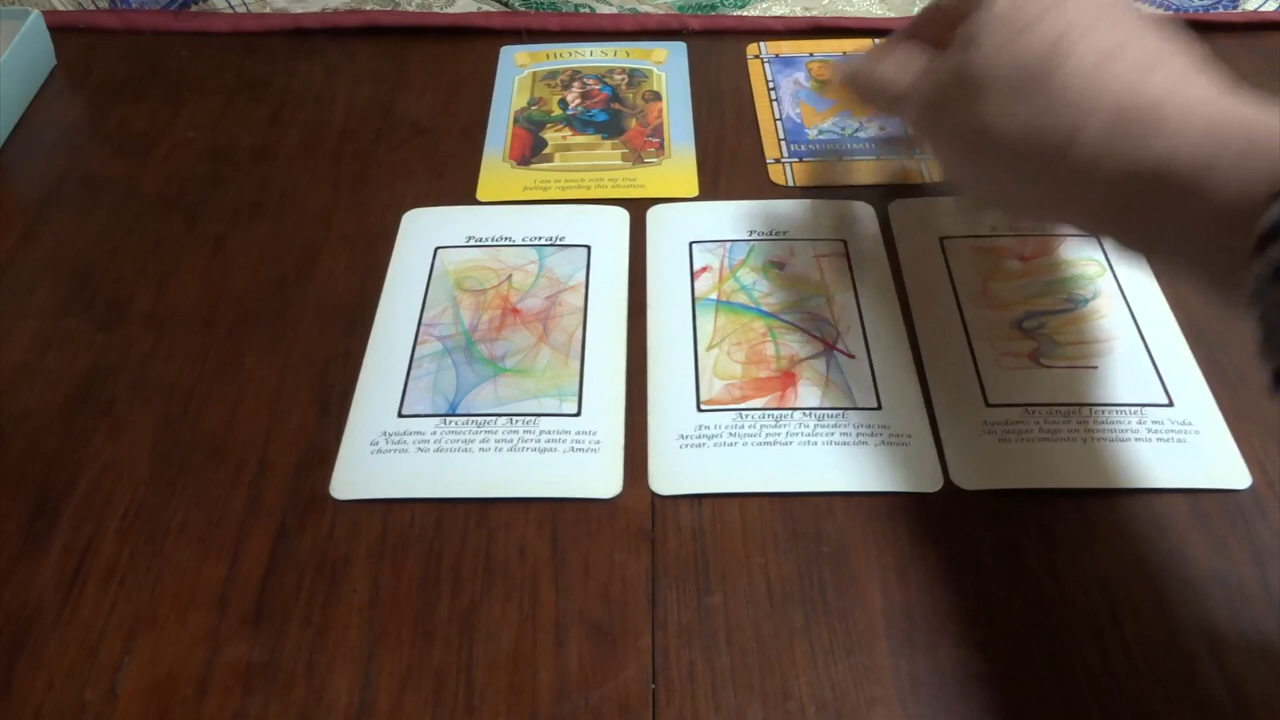 HONESTY
I am in touch with my true
feelings regarding this situation.
Pasión, coraje
Arcángel Ariel:
Ayúdame a conectarme con mi pasión ante
la Vida, con el coraje de una fiera ante sus ca-
chorros. No desistas, no te distraigas. ¡Amén!
Poder
Arcángel Miguel:
¡En ti está el poder! ¡Tú puedes! Gracias
Arcángel Miguel por fortalecer mi poder para
crear, estar o cambiar esta situación. ¡Amén!
Arcángel Jeremiel:
Ayúdame a hacer un balance de mi Vida.
Sin juzgar hago un inventario. Reconozco
mi crecimiento y revalúo mis metas.